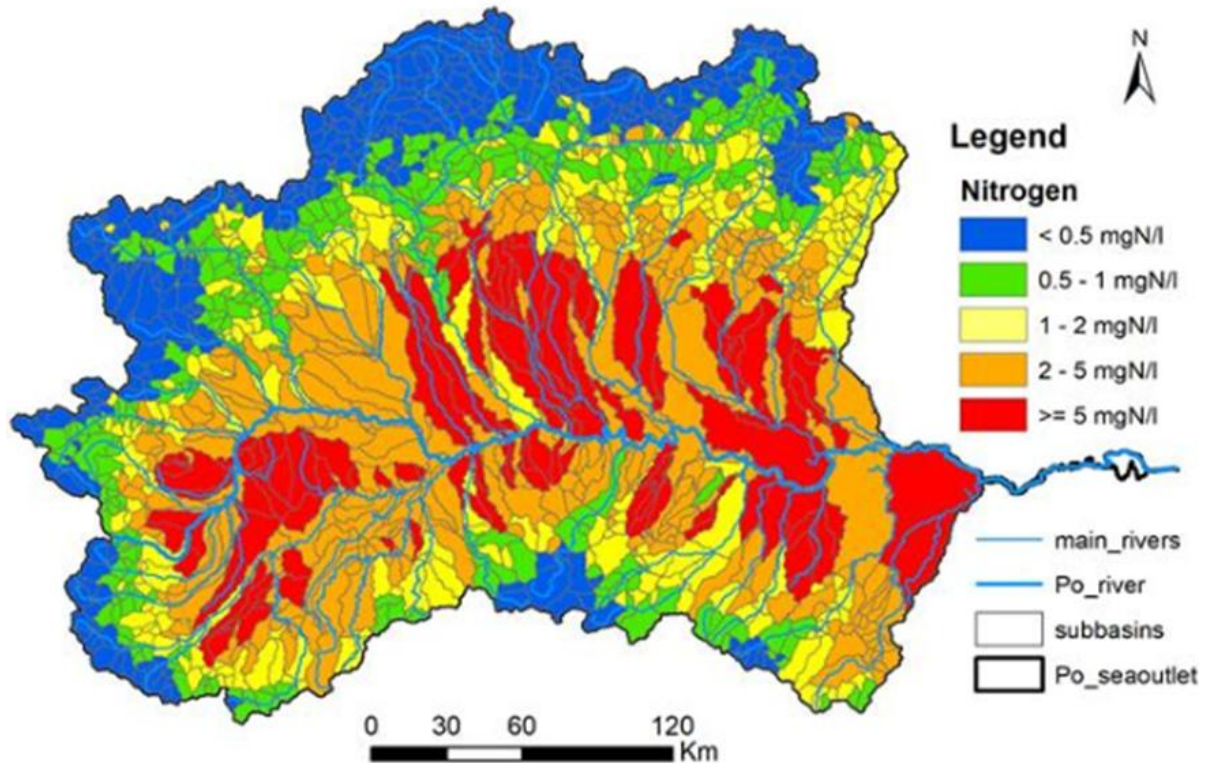 N
Legend
Nitrogen
< 0.5 mgN/l
0.5 - 1 mgN/l
1 - 2 mgN/l
2 - 5 mgN/l
>= 5 mgN/l
main_rivers
Po_river
subbasins
Po_seaoutlet
0 30 60 120
Km